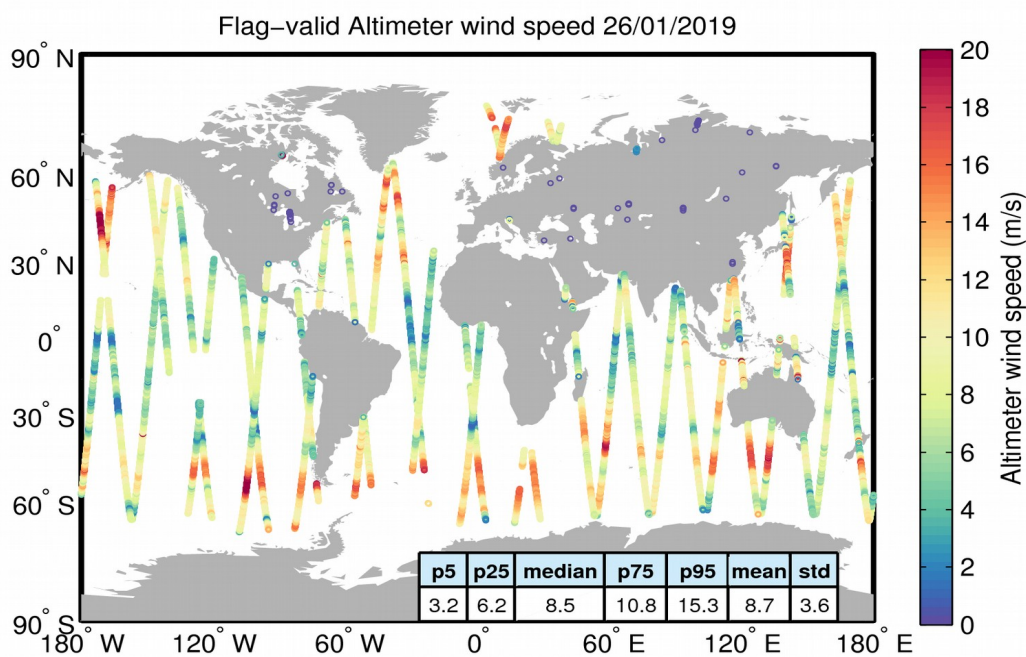 Flag−valid Altimeter wind speed 26/01/2019
90° N
60° N
30° N
0°
30° S
60° S
90° S
180° W
120° W
60° W
0°
60° E
120° E
180° E
p5 p25 median p75 p95 mean std
3.2 6.2 8.5 10.8 15.3 8.7 3.6
20
18
16
14
12
10
8
6
4
2
0
Altimeter wind speed (m/s)